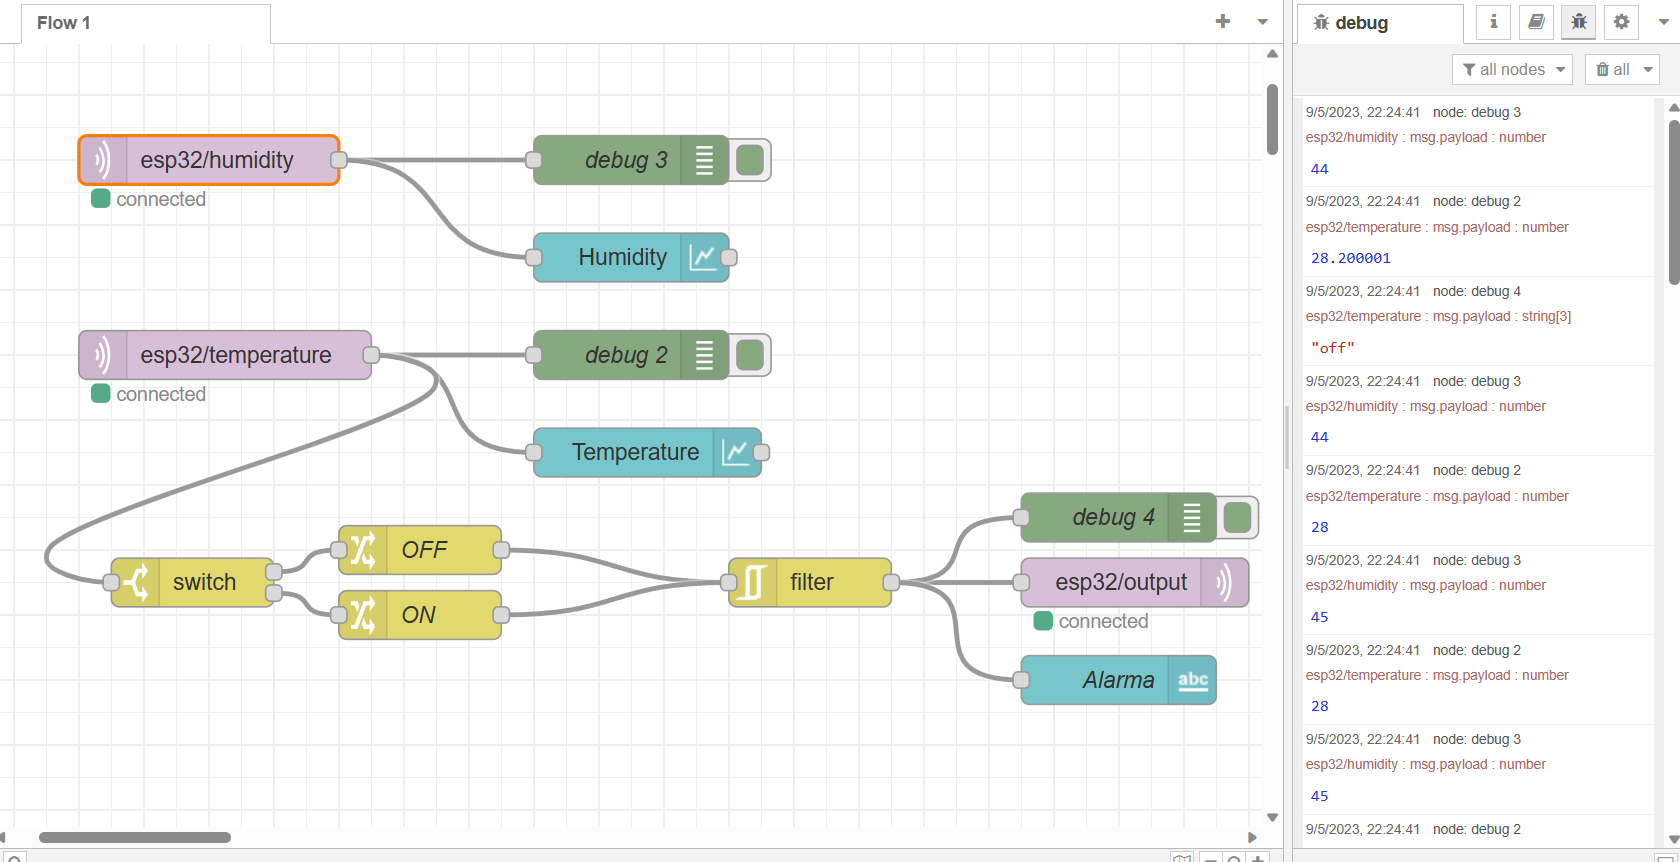 Flow 1
esp32/humidity
connected
debug 3
Humidity
esp32/temperature
connected
debug 2
Temperature
switch
OFF
ON
filter
debug 4
esp32/output
connected
Alarma
abc
debug
i
all nodes
all
9/5/2023, 22:24:41 node: debug 3
esp32/humidity : msg.payload : number
44
9/5/2023, 22:24:41 node: debug 2
esp32/temperature : msg.payload : number
28.200001
9/5/2023, 22:24:41 node: debug 4
esp32/temperature : msg.payload : string[3]
"off"
9/5/2023, 22:24:41 node: debug 3
esp32/humidity : msg.payload : number
44
9/5/2023, 22:24:41 node: debug 2
esp32/temperature : msg.payload : number
28
9/5/2023, 22:24:41 node: debug 3
esp32/humidity : msg.payload : number
45
9/5/2023, 22:24:41 node: debug 2
esp32/temperature : msg.payload : number
28
9/5/2023, 22:24:41 node: debug 3
esp32/humidity : msg.payload : number
45
9/5/2023, 22:24:41 node: debug 2